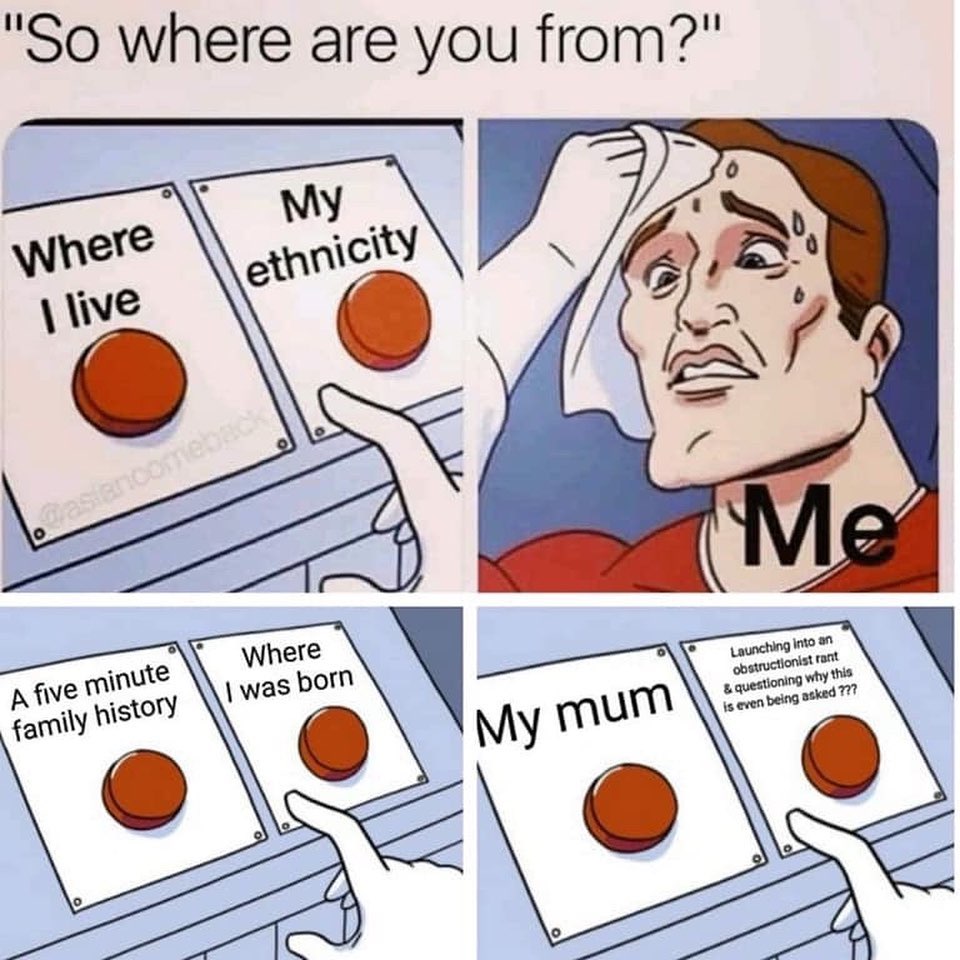 "So where are you from?"
Where
I live
My
ethnicity
@asiancomeback
Me
A five minute
family history
Where
I was born
My mum
Launching into an
obstructionist rant
& questioning why this
is even being asked ???